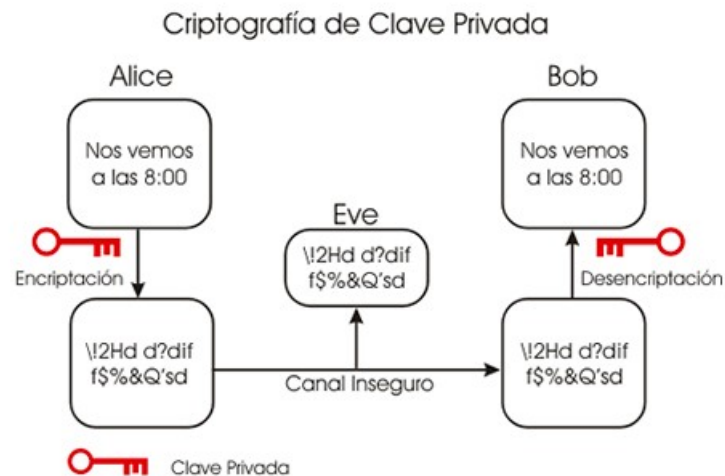 Criptografía de Clave Privada
Alice
Bob
Nos vemos
a las 8:00
Nos vemos
a las 8:00
Eve
\!2Hd d?dif
f$%&Q'sd
Encriptación
Desencriptación
\!2Hd d?dif
f$%&Q'sd
\!2Hd d?dif
f$%&Q'sd
Canal Inseguro
Clave Privada